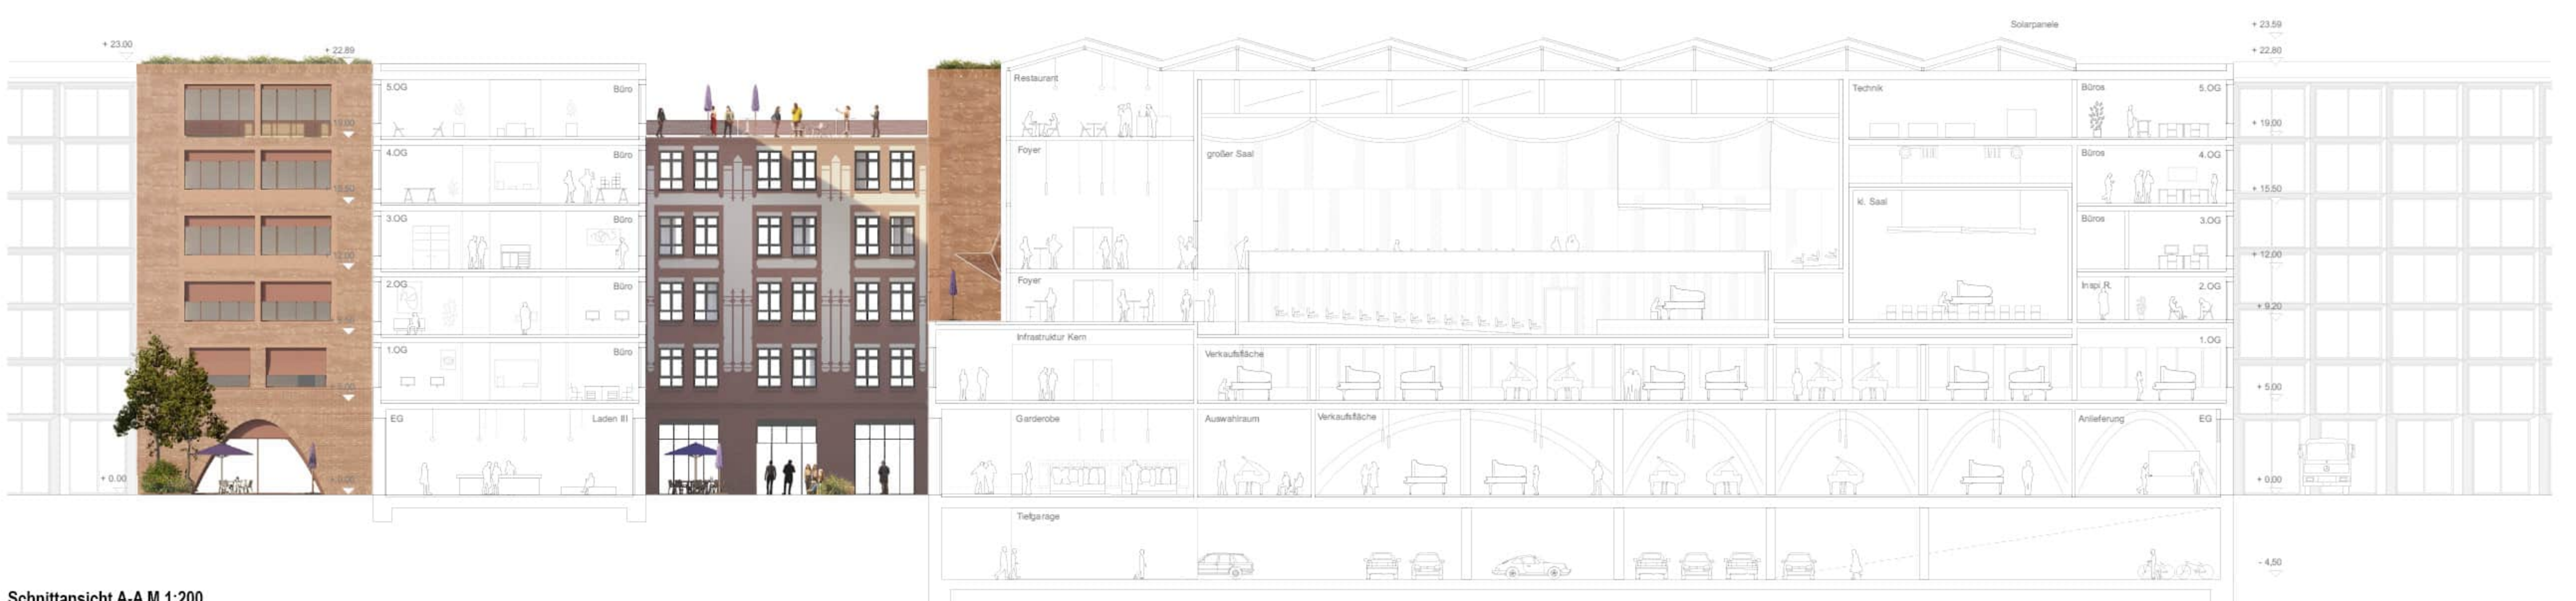 Solarpanele
+ 23.00
+ 22.89
+ 23.59
+ 22.80
5.OG
Büro
Restaurant
Technik
Büros
5.OG
+ 19.00
4.OG
Büro
Foyer
großer Saal
Büros
4.OG
+ 15.50
kl. Saal
3.OG
Büro
Büros
3.OG
+ 12.00
2.OG
Büro
Foyer
Inspi.R.
2.OG
+ 9.20
1.OG
Büro
Infrastruktur Kern
Verkaufsfläche
1.OG
+ 5.00
EG
Laden III
Garderobe
Auswahlraum
Verkaufsfläche
Anlieferung
EG
+ 0.00
+ 0.00
Tiefgarage
- 4,50
Schnittansicht A-A M 1:200